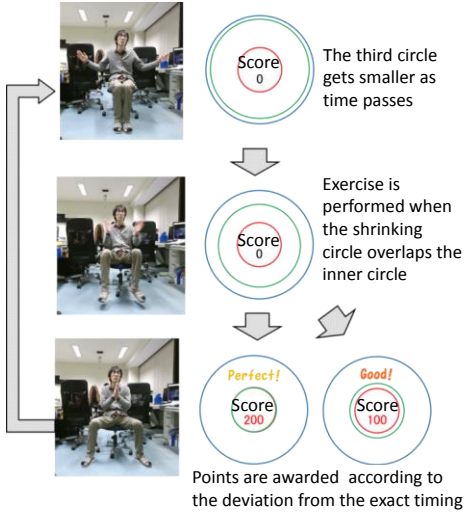 Score
0
The third circle
gets smaller as
time passes
Score
0
Exercise is
performed when
the shrinking
circle overlaps the
inner circle
Perfect!
Score
200
Good!
Score
100
Points are awarded according to
the deviation from the exact timing